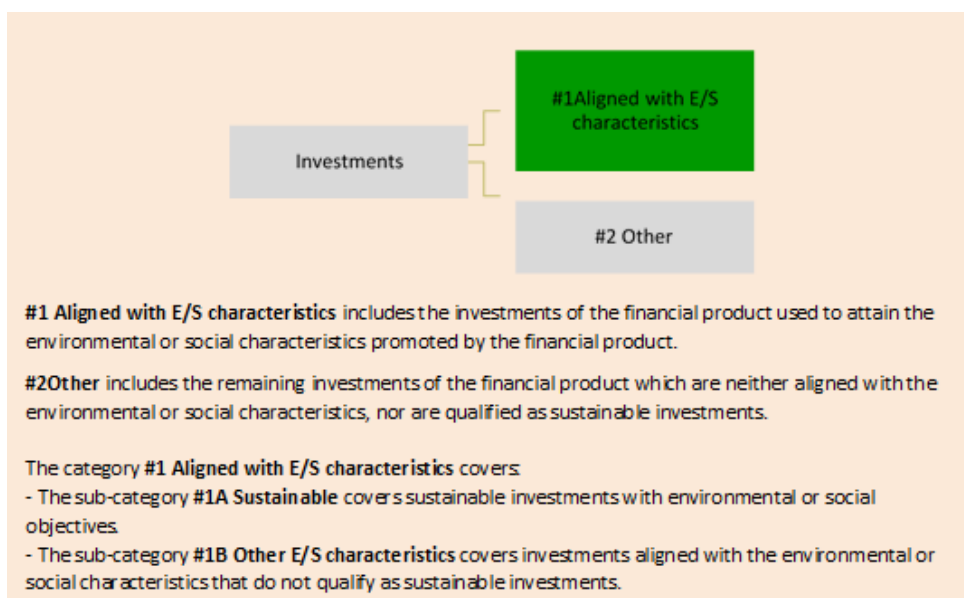 #1Aligned with E/S
characteristics
Investments
#2 Other
#1 Aligned with E/S characteristics includes the investments of the financial product used to attain the
environmental or social characteristics promoted by the financial product.
#2Other includes the remaining investments of the financial product which are neither aligned with the
environmental or social characteristics, nor are qualified as sustainable investments.
The category #1 Aligned with E/S characteristics covers:
- The sub-category #1A Sustainable covers sustainable investments with environmental or social
objectives.
- The sub-category #1B Other E/S characteristics covers investments aligned with the environmental or
social characteristics that do not qualify as sustainable investments.